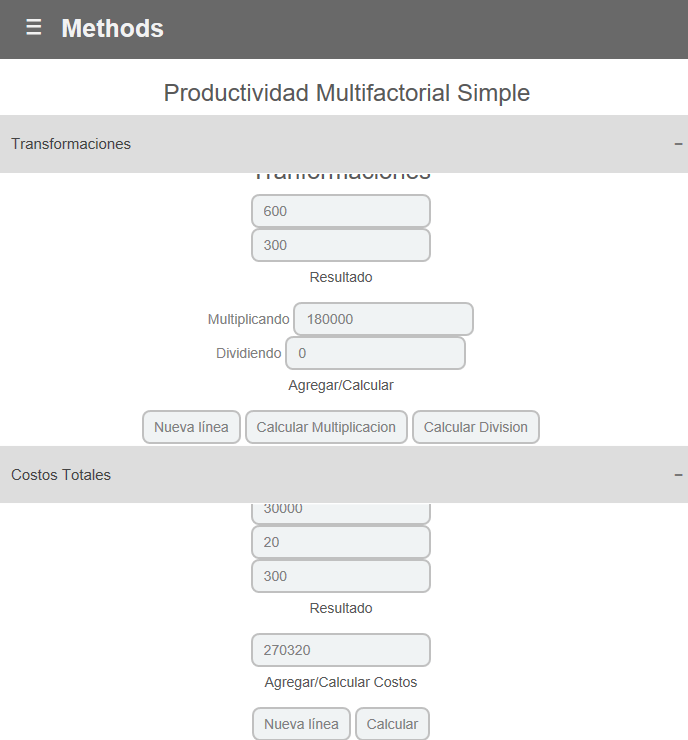 ☰ Methods
Productividad Multifactorial Simple
Transformaciones −
Tranformaciones
600
300
Resultado
Multiplicando 180000
Dividiendo 0
Agregar/Calcular
Nueva línea Calcular Multiplicacion Calcular Division
Costos Totales −
30000
20
300
Resultado
270320
Agregar/Calcular Costos
Nueva línea Calcular